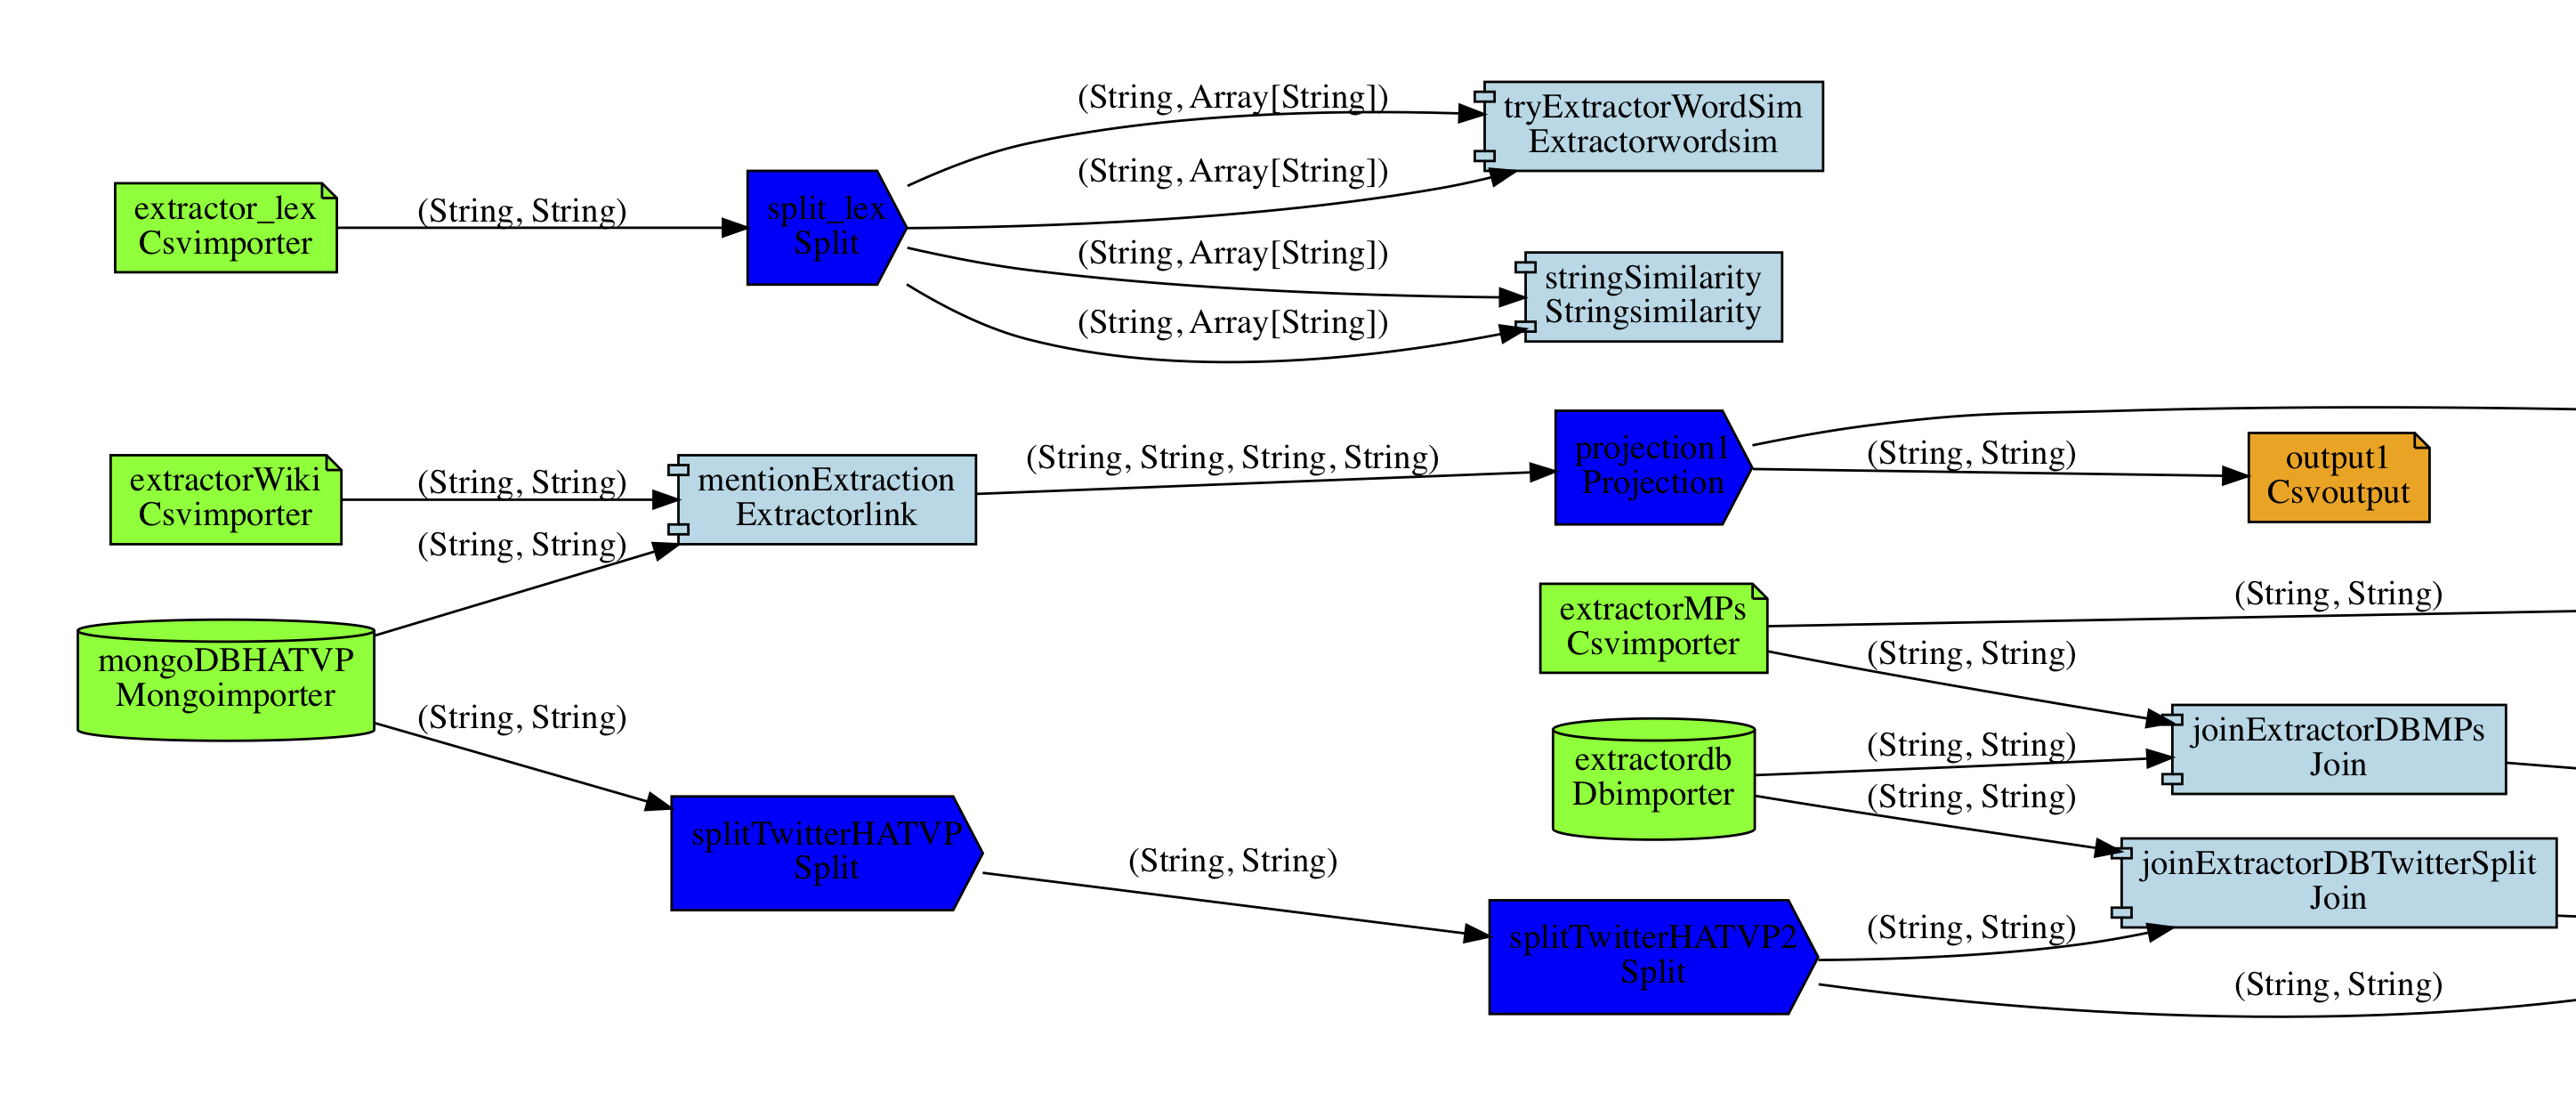 (String, Array[String])
tryExtractorWordSim
Extractorwordsim
(String, Array[String])
extractor_lex
Csvimporter
(String, String)
split_lex
Split
(String, Array[String])
stringSimilarity
Stringsimilarity
(String, Array[String])
extractorWiki
Csvimporter
(String, String)
mentionExtraction
Extractorlink
(String, String, String, String)
projection1
Projection
(String, String)
output1
Csvoutput
(String, String)
mongoDBHATVP
Mongoimporter
(String, String)
extractorMPs
Csvimporter
(String, String)
(String, String)
extractordb
Dbimporter
(String, String)
(String, String)
joinExtractorDBMPs
Join
splitTwitterHATVP
Split
(String, String)
joinExtractorDBTwitterSplit
Join
splitTwitterHATVP2
Split
(String, String)
(String, String)